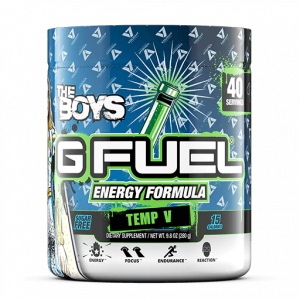 THE
BOYS
40
SERVINGS
G FUEL
ENERGY FORMULA
TEMP V
SUGAR
FREE
15
CALORIES
DIETARY SUPPLEMENT / NET WT. 9.8 OZ (280 g)
ENERGY*
FOCUS*
ENDURANCE*
REACTION*